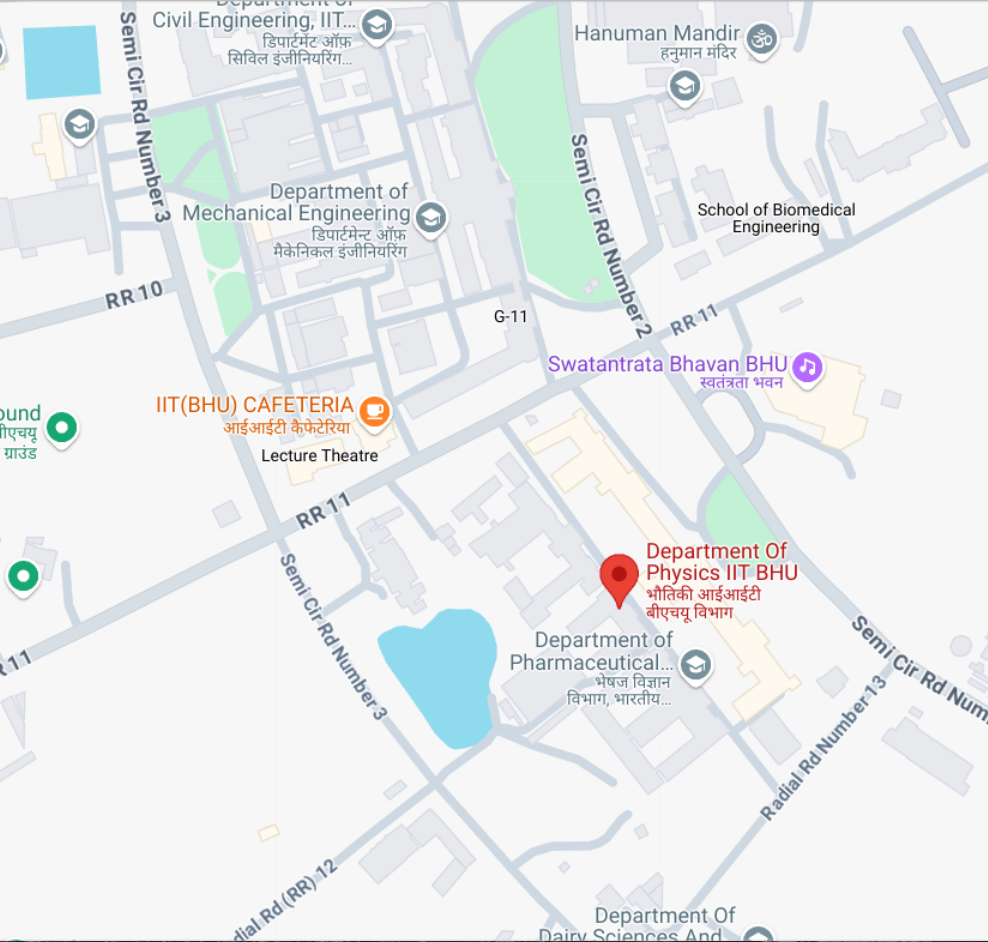 Department of
Civil Engineering, IIT...
डिपार्टमेंट ऑफ़
सिविल इंजीनियरिंग...
Hanuman Mandir
हनुमान मंदिर
Semi Cir Rd Number 3
Semi Cir Rd Number 2
Department of
Mechanical Engineering
डिपार्टमेन्ट ऑफ़
मैकेनिकल इंजीनियरिंग
School of Biomedical
Engineering
RR 10
G-11
RR 11
Swatantrata Bhavan BHU
स्वतंत्रता भवन
IIT(BHU) CAFETERIA
आईआईटी कैफेटेरिया
ound
बीएचयू
ग्राउंड
Lecture Theatre
RR 11
Semi Cir Rd Number 3
Department Of
Physics IIT BHU
भौतिकी आईआईटी
बीएचयू विभाग
Department of
Pharmaceutical...
भेषज विज्ञान
विभाग, भारतीय...
R 11
Semi Cir Rd Num
Radial Rd Number 13
dial Rd (RR) 12
Department Of
Dairy Sciences And